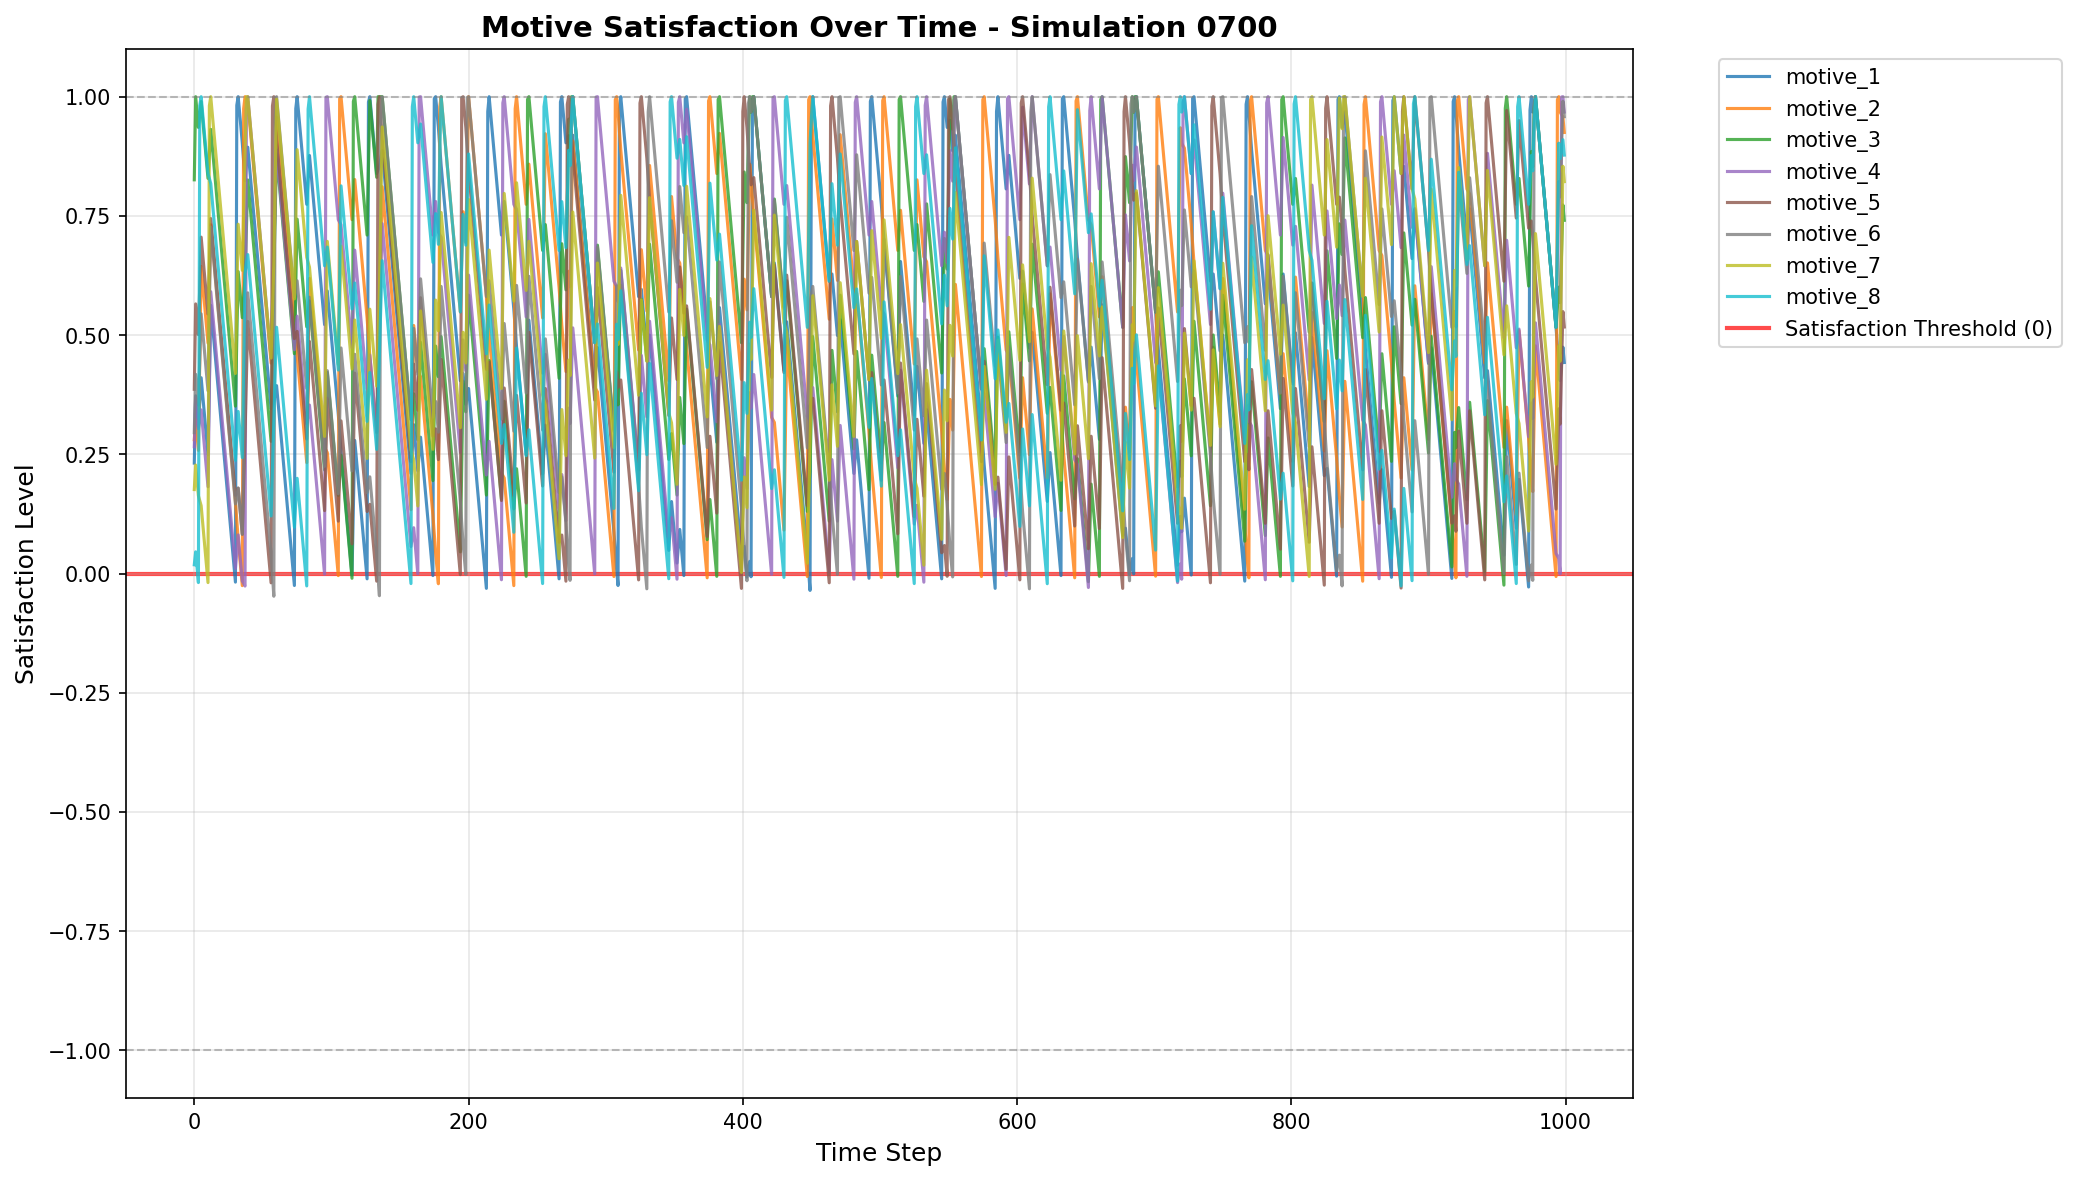 Motive Satisfaction Over Time - Simulation 0700
Satisfaction Level
1.00
0.75
0.50
0.25
0.00
−0.25
−0.50
−0.75
−1.00
0
200
400
600
800
1000
Time Step
motive_1
motive_2
motive_3
motive_4
motive_5
motive_6
motive_7
motive_8
Satisfaction Threshold (0)